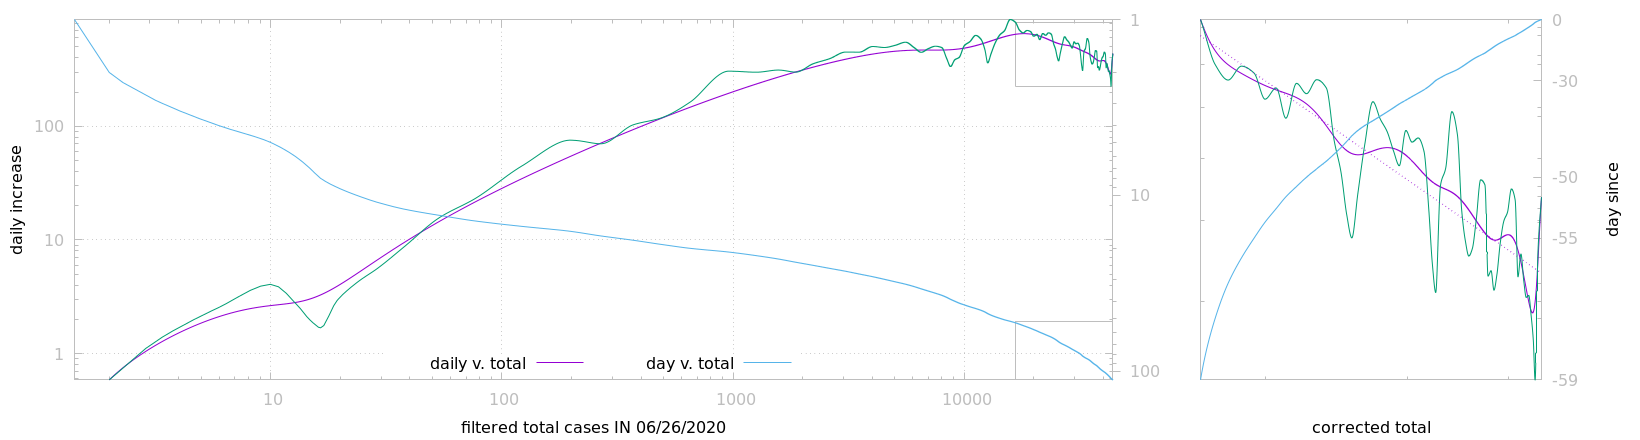 daily increase
100
10
1
daily v. total
day v. total
10
100
1000
10000
filtered total cases IN 06/26/2020
1
10
100
0
-30
-50
-55
-59
day since
corrected total